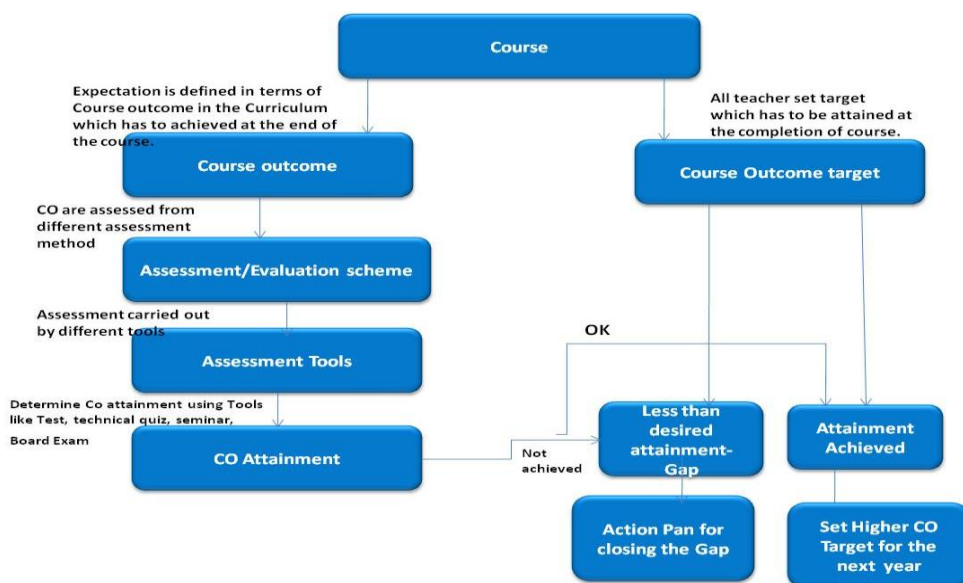 Course
Expectation is defined in terms of
Course outcome in the Curriculum
which has to achieved at the end of
the course.
All teacher set target
which has to be attained at
the completion of course.
Course outcome
Course Outcome target
CO are assessed from
different assessment
method
Assessment/Evaluation scheme
Assessment carried out
by different tools
OK
Assessment Tools
Determine Co attainment using Tools
like Test, technical quiz, seminar,
Board Exam
CO Attainment
Not
achieved
Less than
desired
attainment-
Gap
Attainment
Achieved
Action Pan for
closing the Gap
Set Higher CO
Target for the
next year